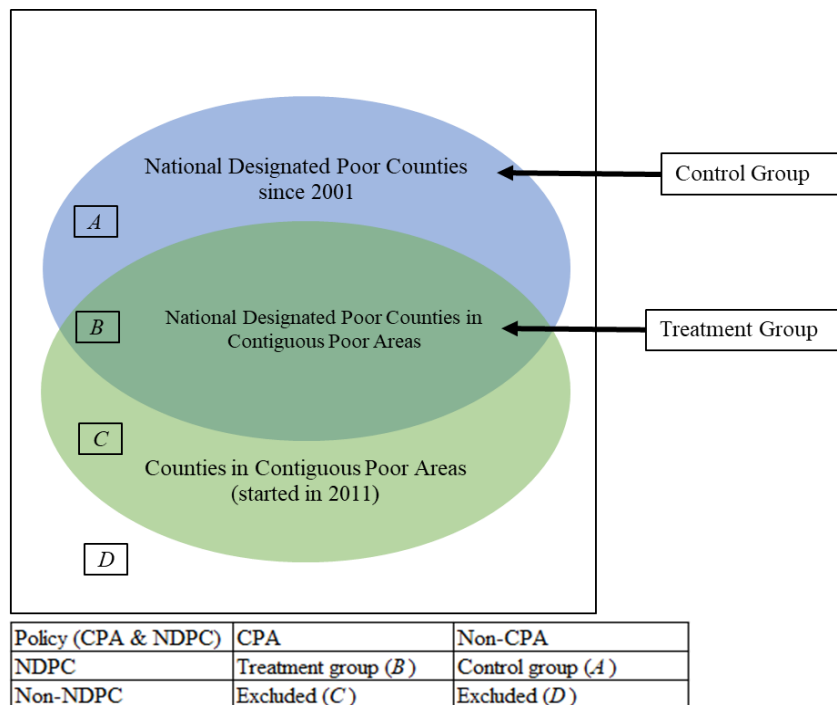 National Designated Poor Counties
since 2001
Control Group
A
B
National Designated Poor Counties in
Contiguous Poor Areas
Treatment Group
C
Counties in Contiguous Poor Areas
(started in 2011)
D
Policy (CPA & NDPC) CPA Non-CPA
NDPC Treatment group (B) Control group (A)
Non-NDPC Excluded (C) Excluded (D)